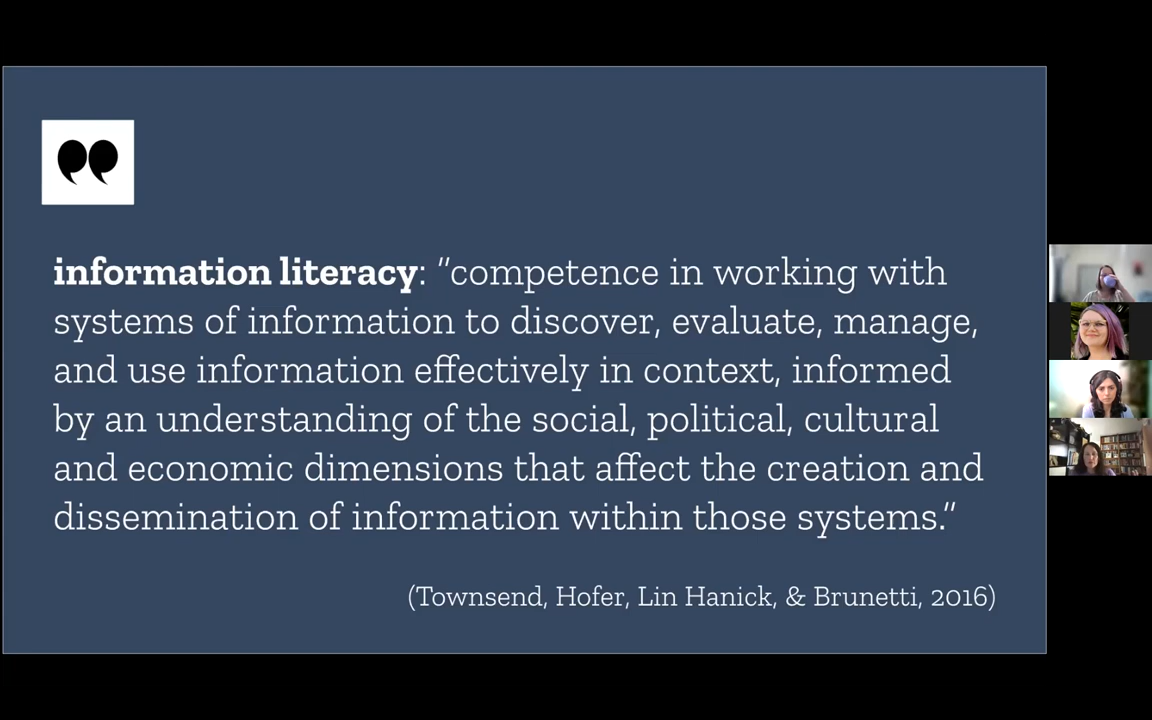 information literacy: “competence in working with
systems of information to discover, evaluate, manage,
and use information effectively in context, informed
by an understanding of the social, political, cultural
and economic dimensions that affect the creation and
dissemination of information within those systems.”
(Townsend, Hofer, Lin Hanick, & Brunetti, 2016)